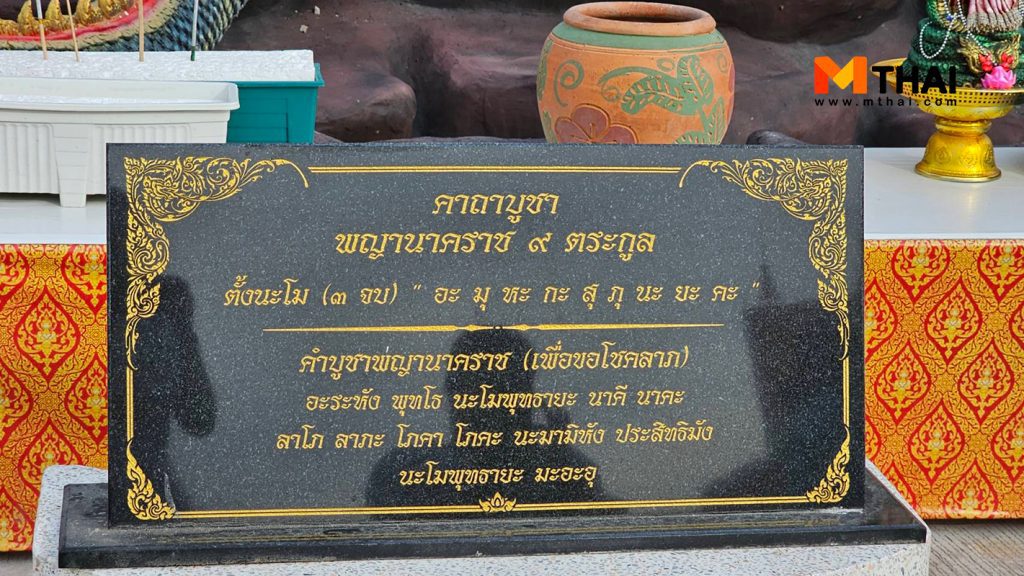 MTHAI
www.mthai.com
คาถาบูชา
พญานาคราช ๙ ตระกูล
ตั้งนะโม (๓ จบ) " อะ มุ หะ กะ สุ ภุ นะ ยะ คะ "
คำบูชาพ่ญานาคราช (เพื่อขอโชคลาภ)
อะระหัง พุทโธ นะโมพุทธายะ นาคี นาคะ
ลาโภ ลาภะ โภคา โภคะ นะมามิหัง ประสิทธิมัง
นะโมพุทธายะ มะอะอุ